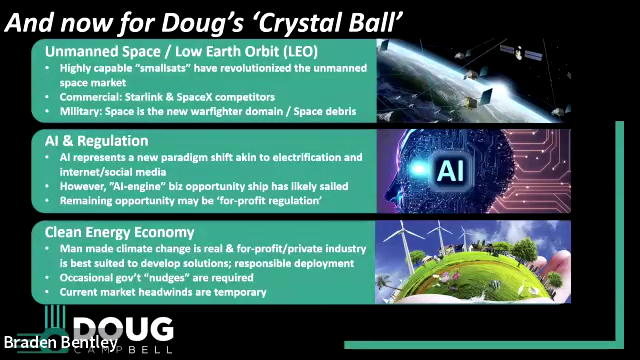 And now for Doug's 'Crystal Ball'
Unmanned Space / Low Earth Orbit (LEO)
• Highly capable "smallsats" have revolutionized the unmanned
space market
• Commercial: Starlink & SpaceX competitors
• Military: Space is the new warfighter domain / Space debris
AI & Regulation
• AI represents a new paradigm shift akin to electrification and
internet/social media
• However, "AI-engine" biz opportunity ship has likely sailed
• Remaining opportunity may be 'for-profit regulation'
AI
Clean Energy Economy
• Man made climate change is real & for-profit/private industry
is best suited to develop solutions; responsible deployment
• Occasional gov't "nudges" are required
• Current market headwinds are temporary
DOUG
CAMPBELL
Braden Bentley